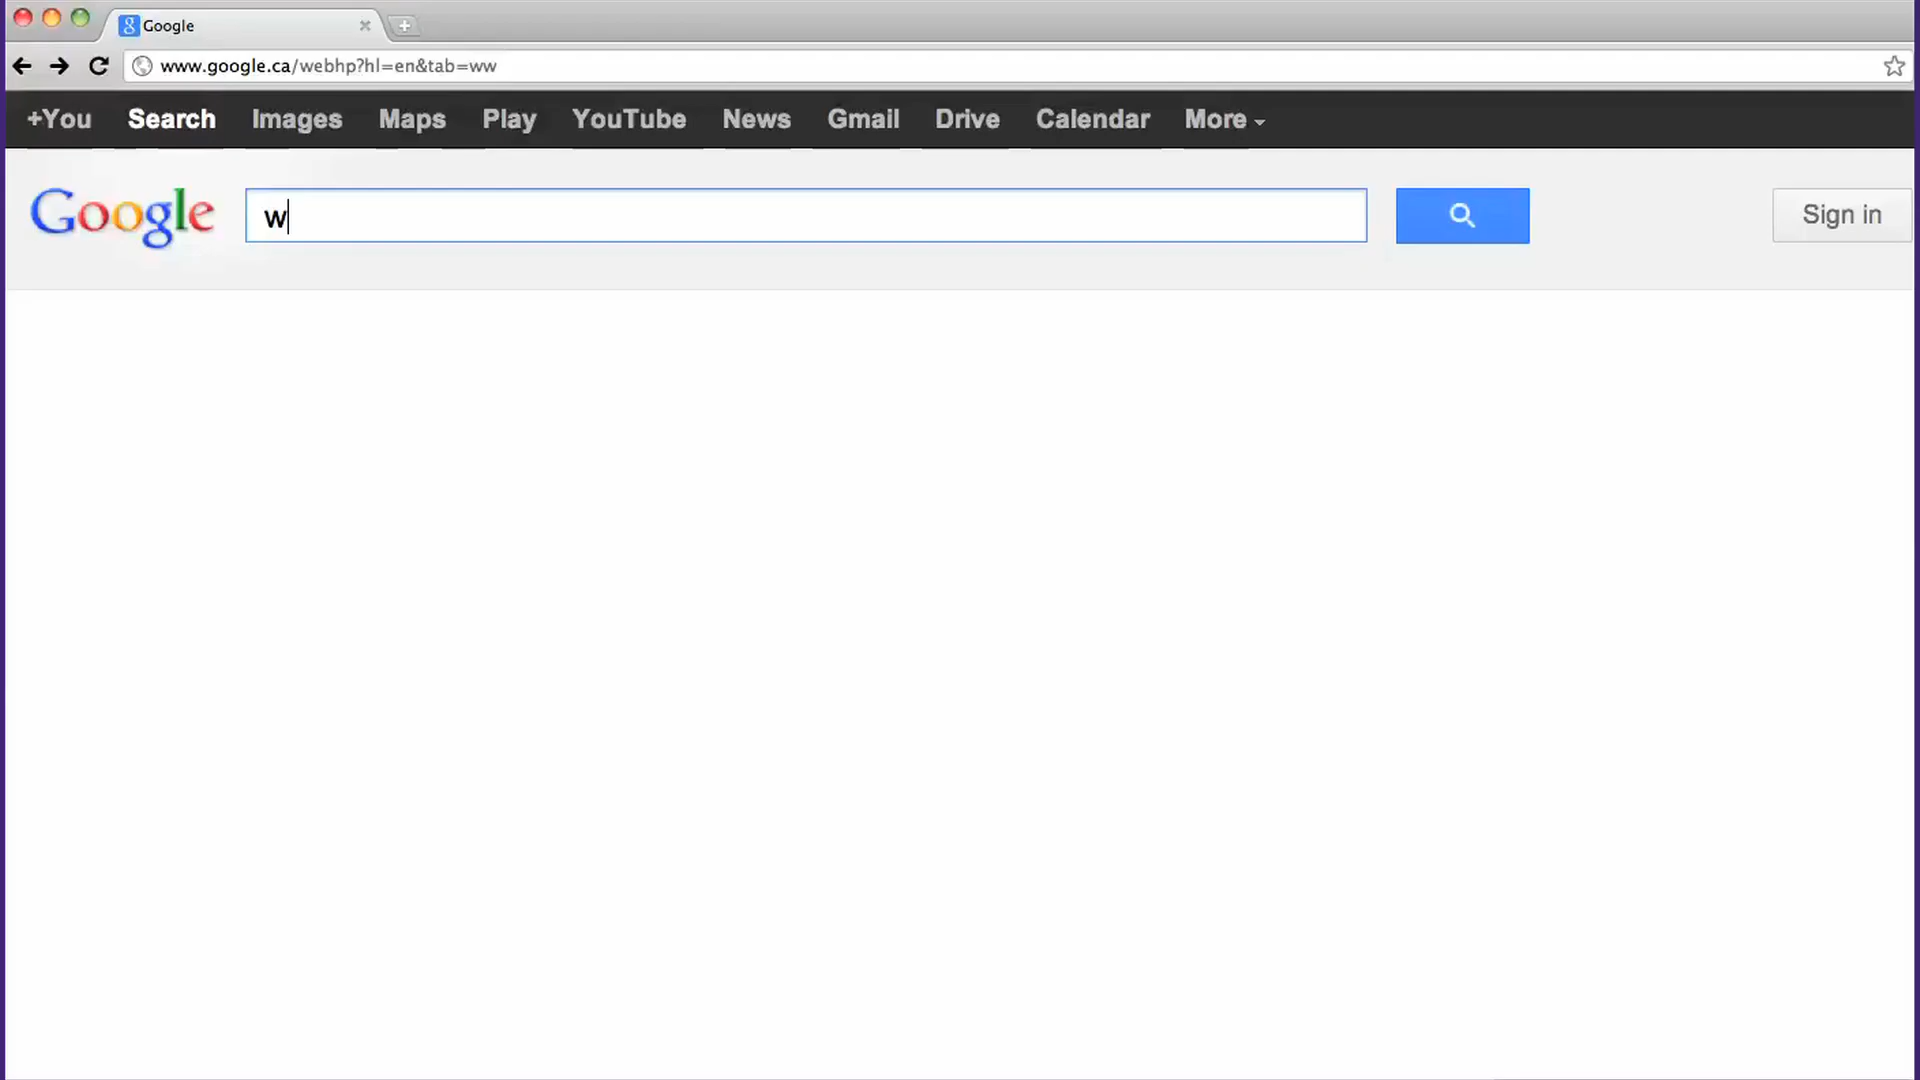 Google
www.google.ca/webhp?hl=en&tab=ww
+You Search Images Maps Play YouTube News Gmail Drive Calendar More
Google w Sign in